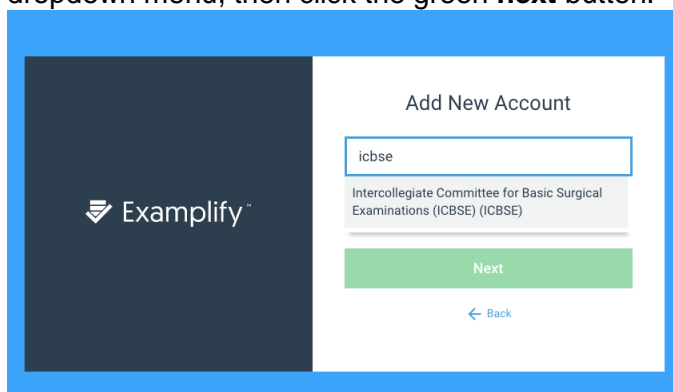 dropdown menu, then click the green next button.
Add New Account
icbse
Intercollegiate Committee for Basic Surgical
Examinations (ICBSE) (ICBSE)
Examplify™
Next
← Back